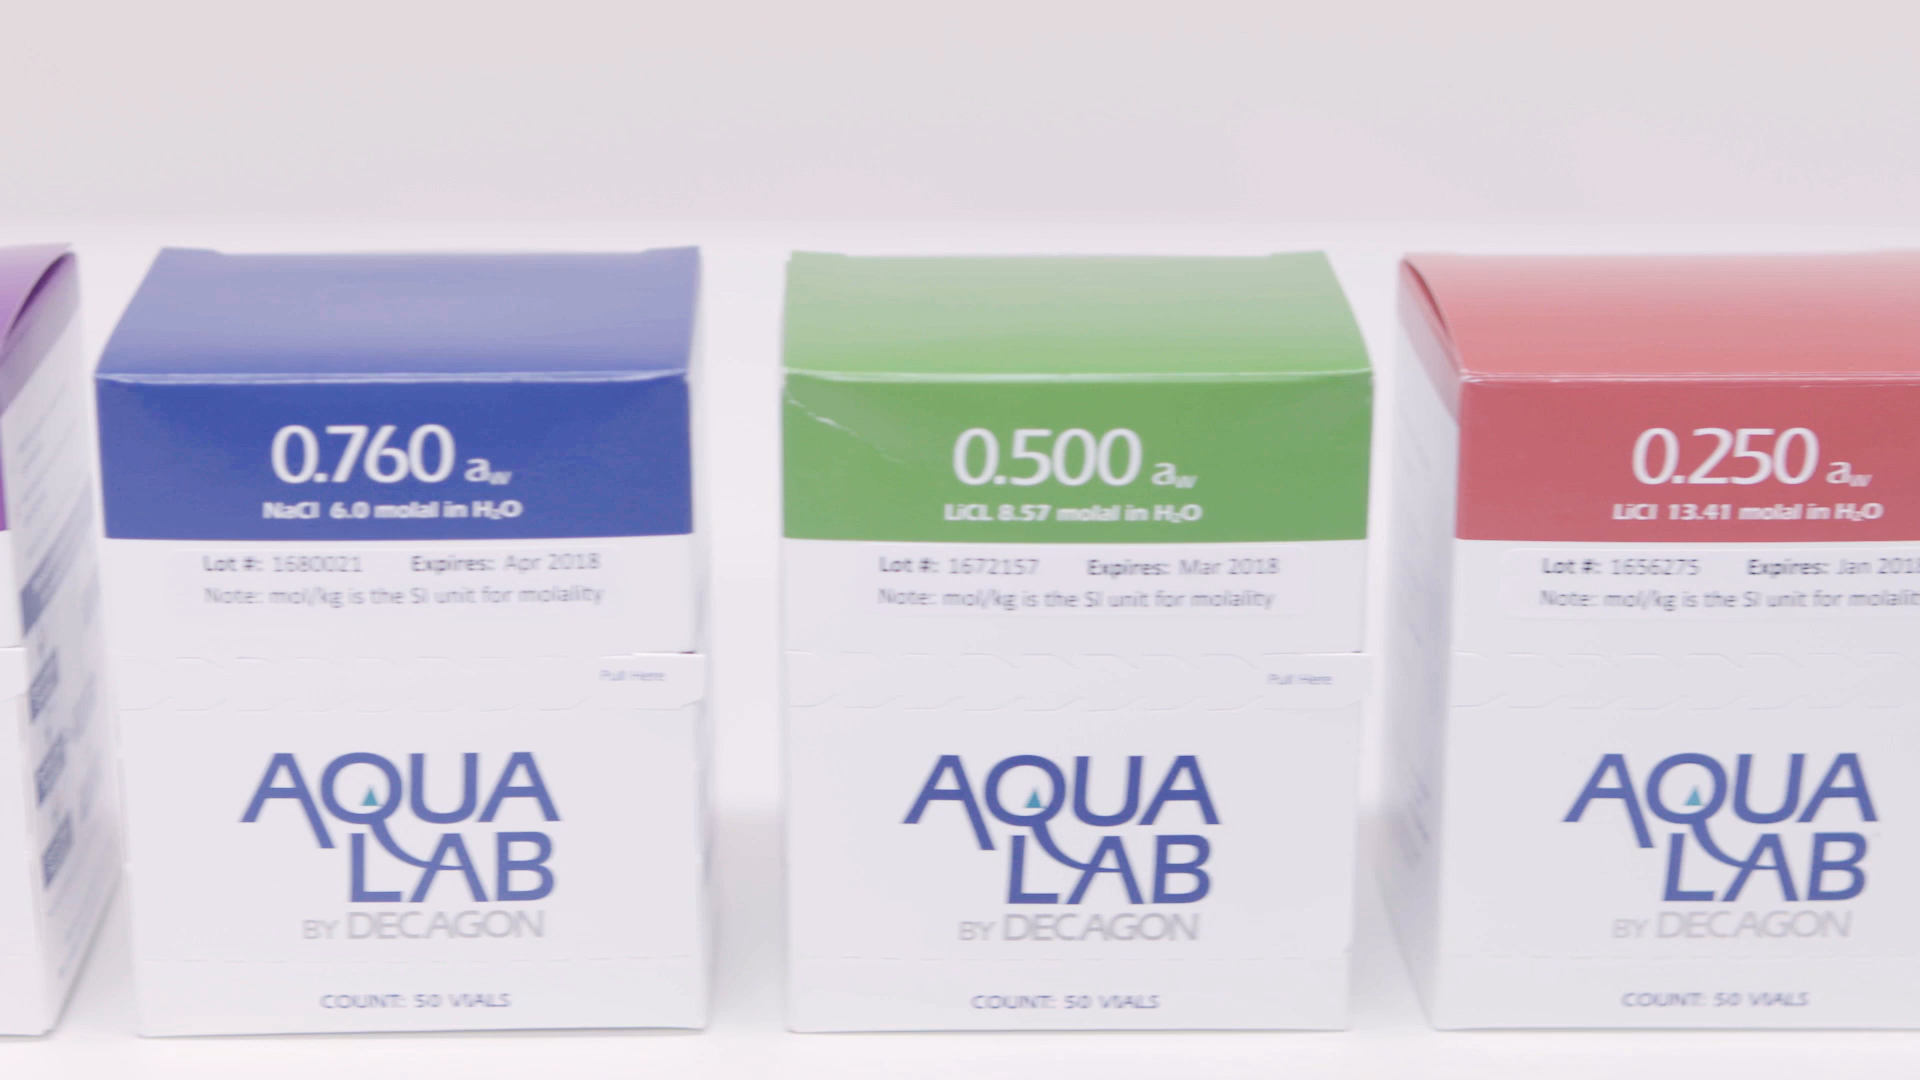 0.760 aw
NaCl 6.0 molal in H₂O
Lot #: 1680021 Expires: Apr 2018
Note: mol/kg is the SI unit for molality
Pull Here
AQUA
LAB
BY DECAGON
COUNT: 50 VIALS
0.500 aw
LiCL 8.57 molal in H₂O
Lot #: 1672157 Expires: Mar 2018
Note: mol/kg is the SI unit for molality
Pull Here
AQUA
LAB
BY DECAGON
COUNT: 50 VIALS
0.250 aw
LiCl 13.41 molal in H₂O
Lot #: 1656275 Expires: Jan 201
Note: mol/kg is the SI unit for molalit
AQUA
LAB
BY DECAGON
COUNT: 50 VIALS